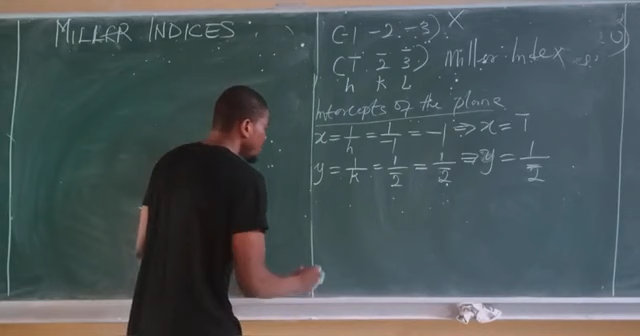 MILLER INDICES
(-1 -2 -3) X
(1̄ 2̄ 3̄) Miller Index
h k L
Intercepts of the plane
x = 1/h = 1/-1 = -1 ⇒ x = 1̄
y = 1/k = 1/2̄ = 1/2̄ ⇒ y = 1/2̄